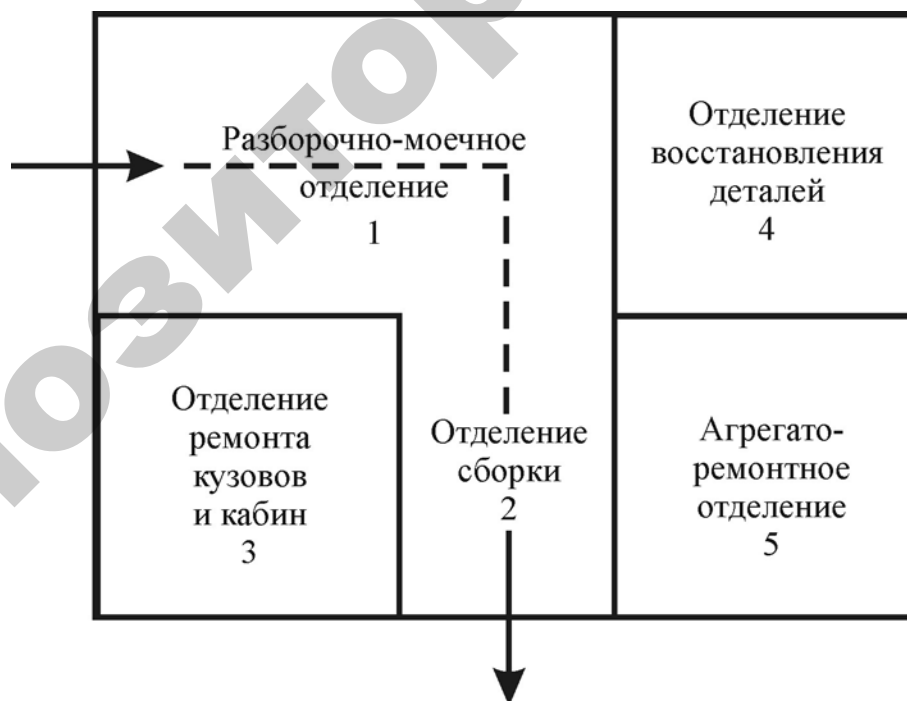 Разборочно-моечное
отделение
1
Отделение
восстановления
деталей
4
Отделение
ремонта
кузовов
и кабин
3
Отделение
сборки
2
Агрегато-
ремонтное
отделение
5
позитор